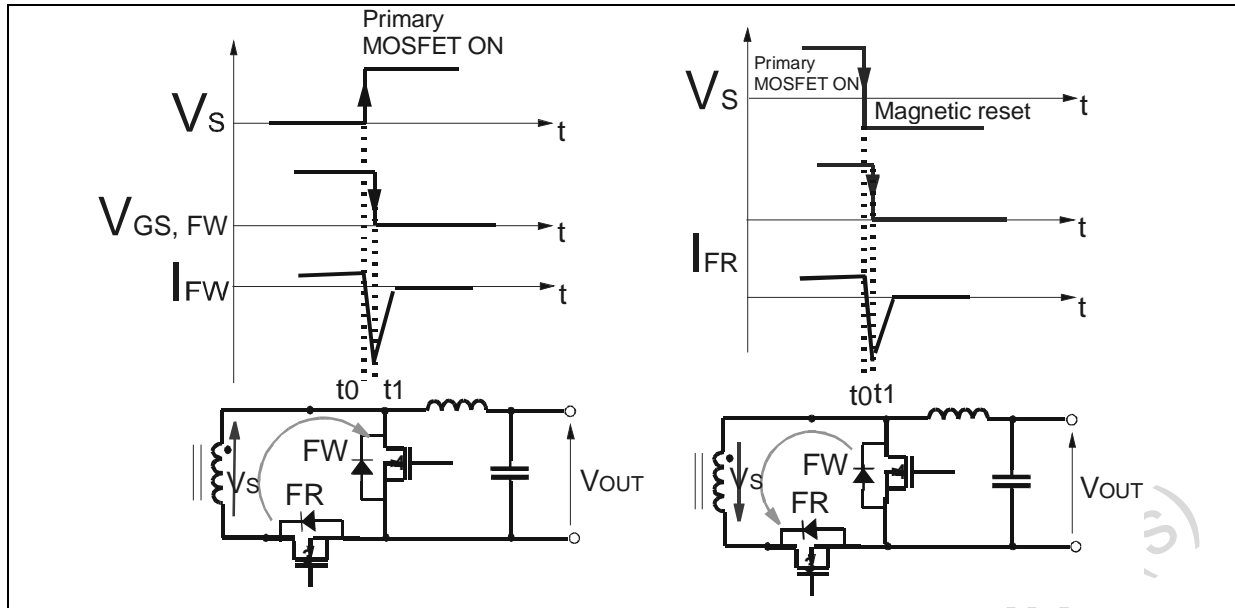 Primary
MOSFET ON
VS
t
VGS, FW
t
IFW
t
t0 t1
FW
VS
FR
VOUT
Primary
MOSFET ON
VS
Magnetic reset
t
t
IFR
t
t0t1
FW
VS
FR
VOUT
S)